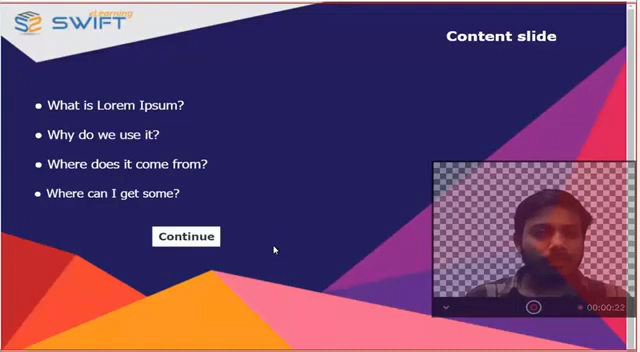 eLearning
SWIFT
Content slide
What is Lorem Ipsum?
Why do we use it?
Where does it come from?
Where can I get some?
Continue
00:00:22